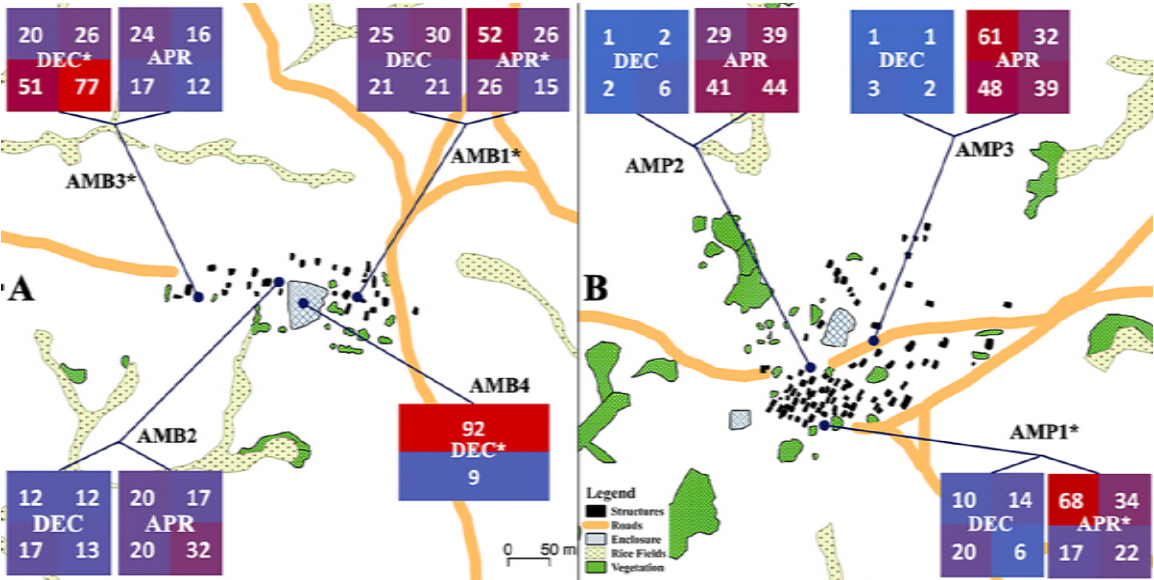 20 26
DEC*
51 77
24 16
APR
17 12
25 30
DEC
21 21
52 26
APR*
26 15
AMB3*
AMB1*
A
AMB2
12 12
DEC
17 13
20 17
APR
20 32
AMB4
92
DEC*
9
0 50 m
1 2
DEC
2 6
29 39
APR
41 44
1 1
DEC
3 2
61 32
APR
48 39
AMP2
AMP3
B
AMP1*
10 14
DEC
20 6
68 34
APR*
17 22
Legend
Structures
Roads
Enclosure
Rice Fields
Vegetation